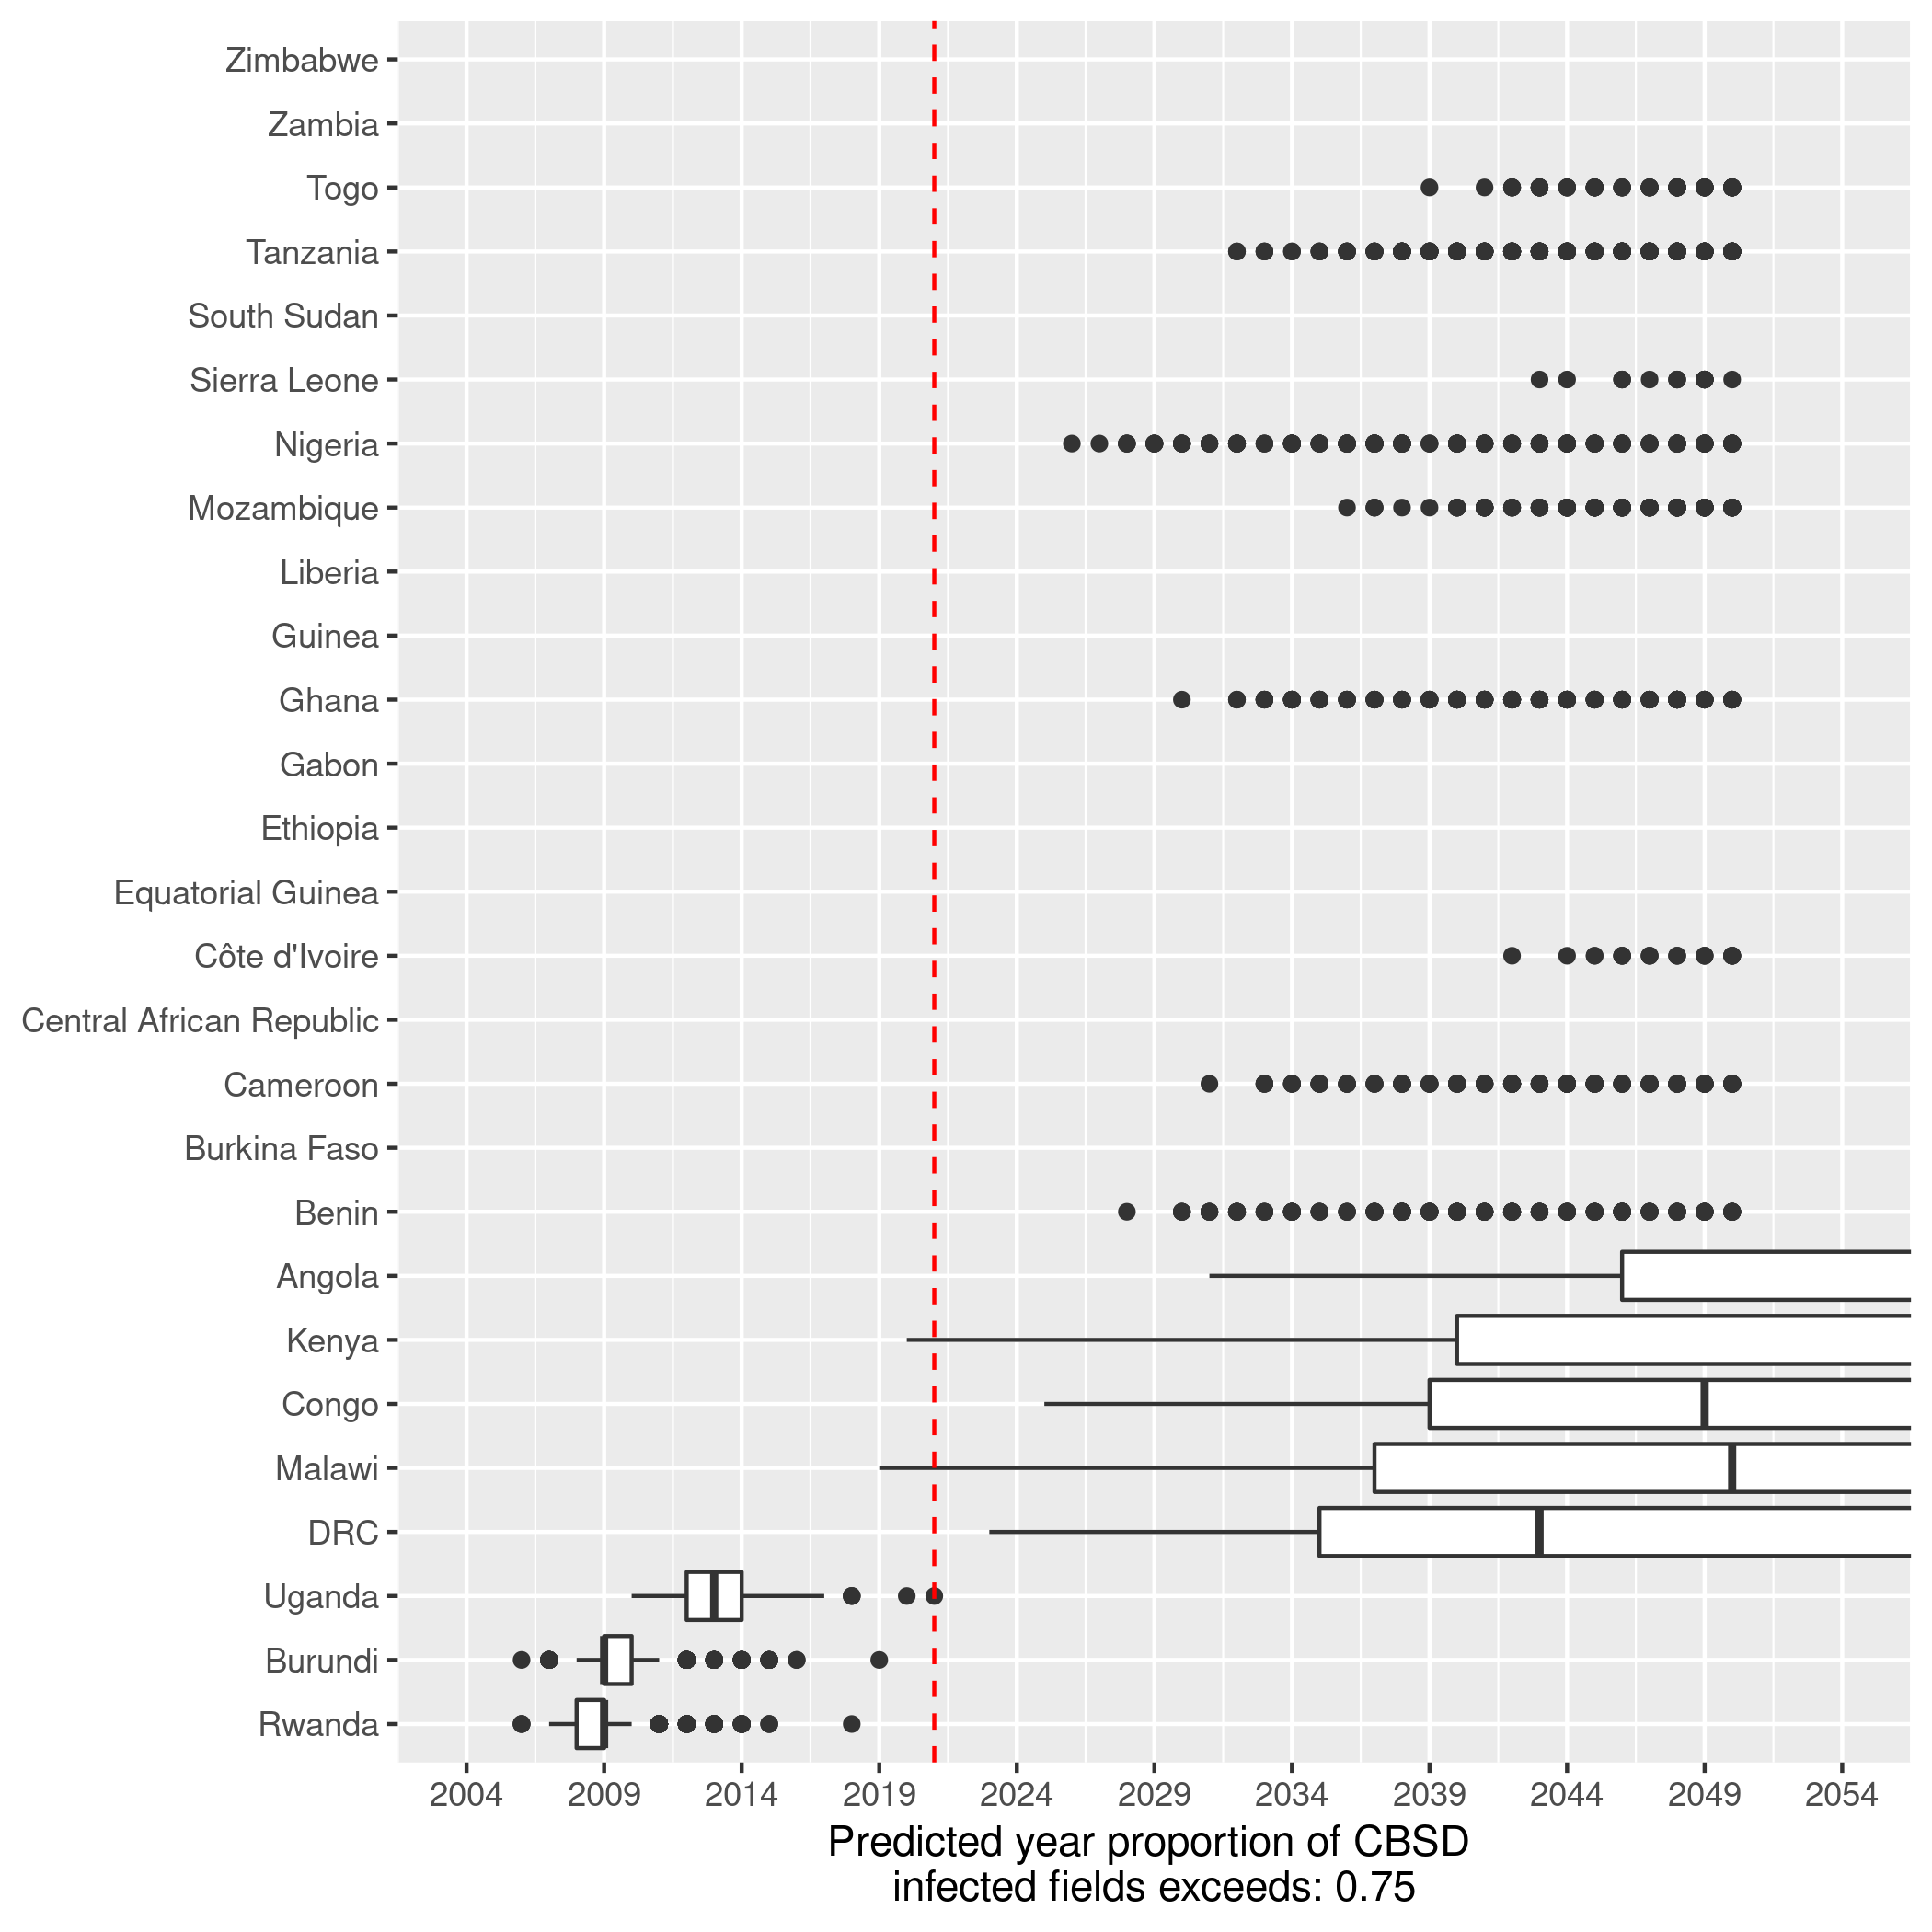 Zimbabwe
Zambia
Togo
Tanzania
South Sudan
Sierra Leone
Nigeria
Mozambique
Liberia
Guinea
Ghana
Gabon
Ethiopia
Equatorial Guinea
Côte d'Ivoire
Central African Republic
Cameroon
Burkina Faso
Benin
Angola
Kenya
Congo
Malawi
DRC
Uganda
Burundi
Rwanda
2004 2009 2014 2019 2024 2029 2034 2039 2044 2049 2054
Predicted year proportion of CBSD
infected fields exceeds: 0.75